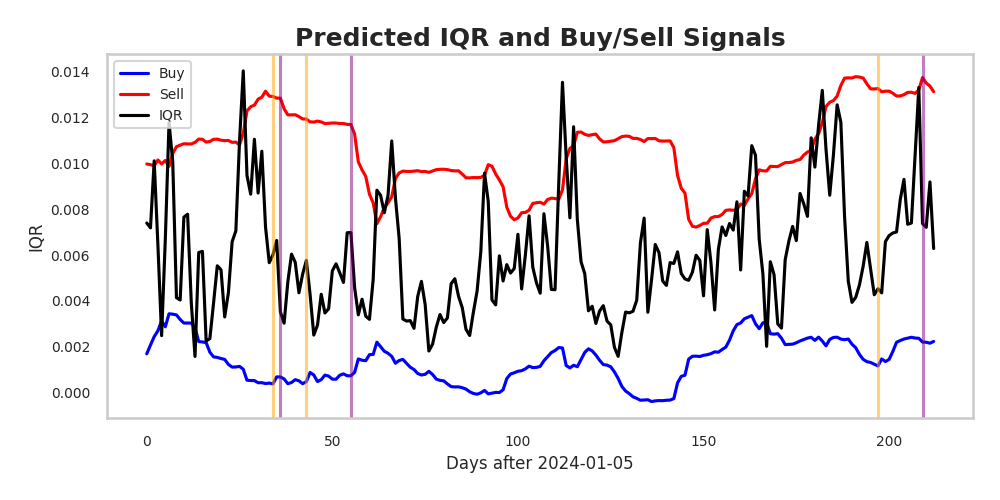 Predicted IQR and Buy/Sell Signals
Buy
Sell
IQR
0.014
0.012
0.010
0.008
0.006
0.004
0.002
0.000
IQR
0
50
100
150
200
Days after 2024-01-05